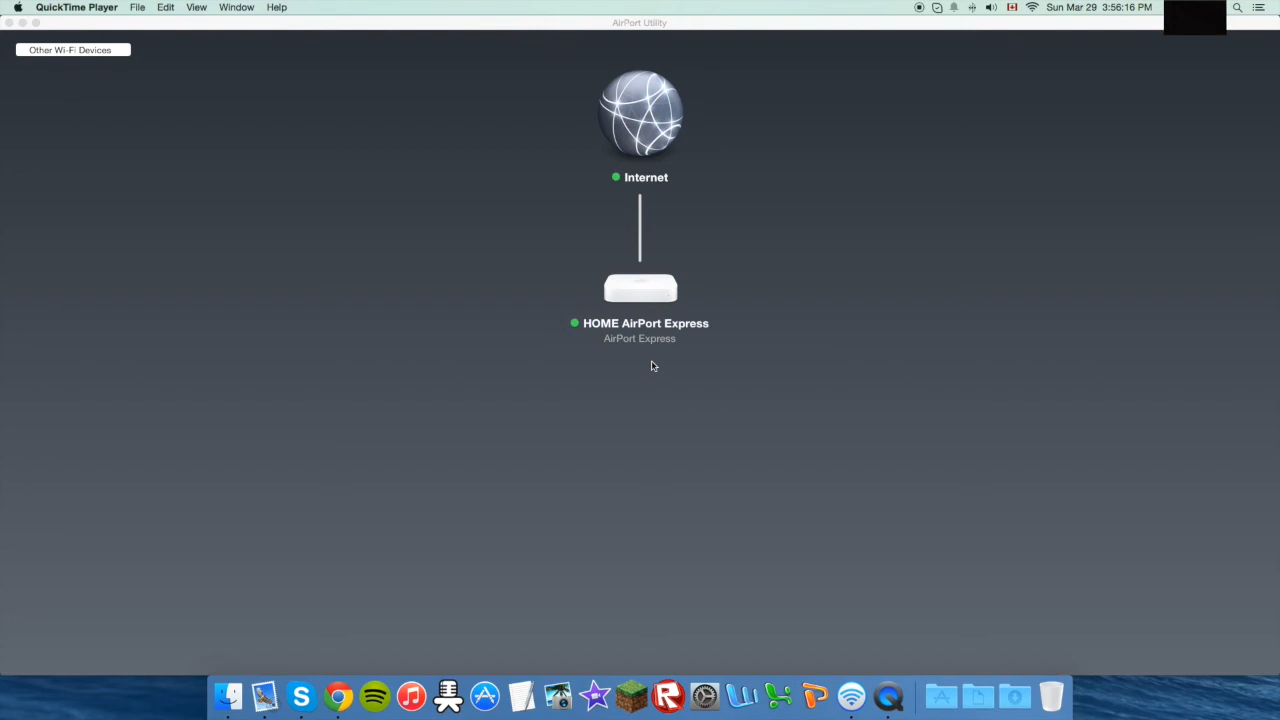 QuickTime Player File Edit View Window Help Sun Mar 29 3:56:16 PM
AirPort Utility
Other Wi-Fi Devices
Internet
HOME AirPort Express
AirPort Express